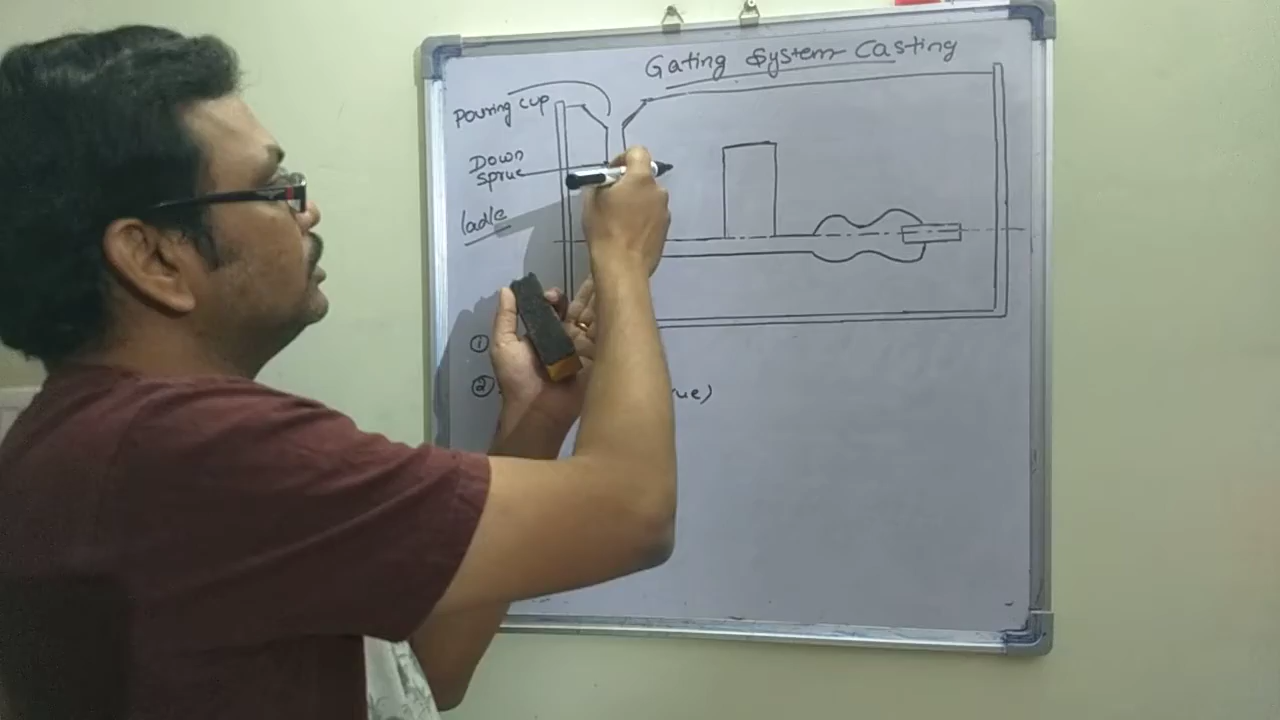 Gating System Casting
Pouring cup
Down
sprue
ladle
①
②
ue)